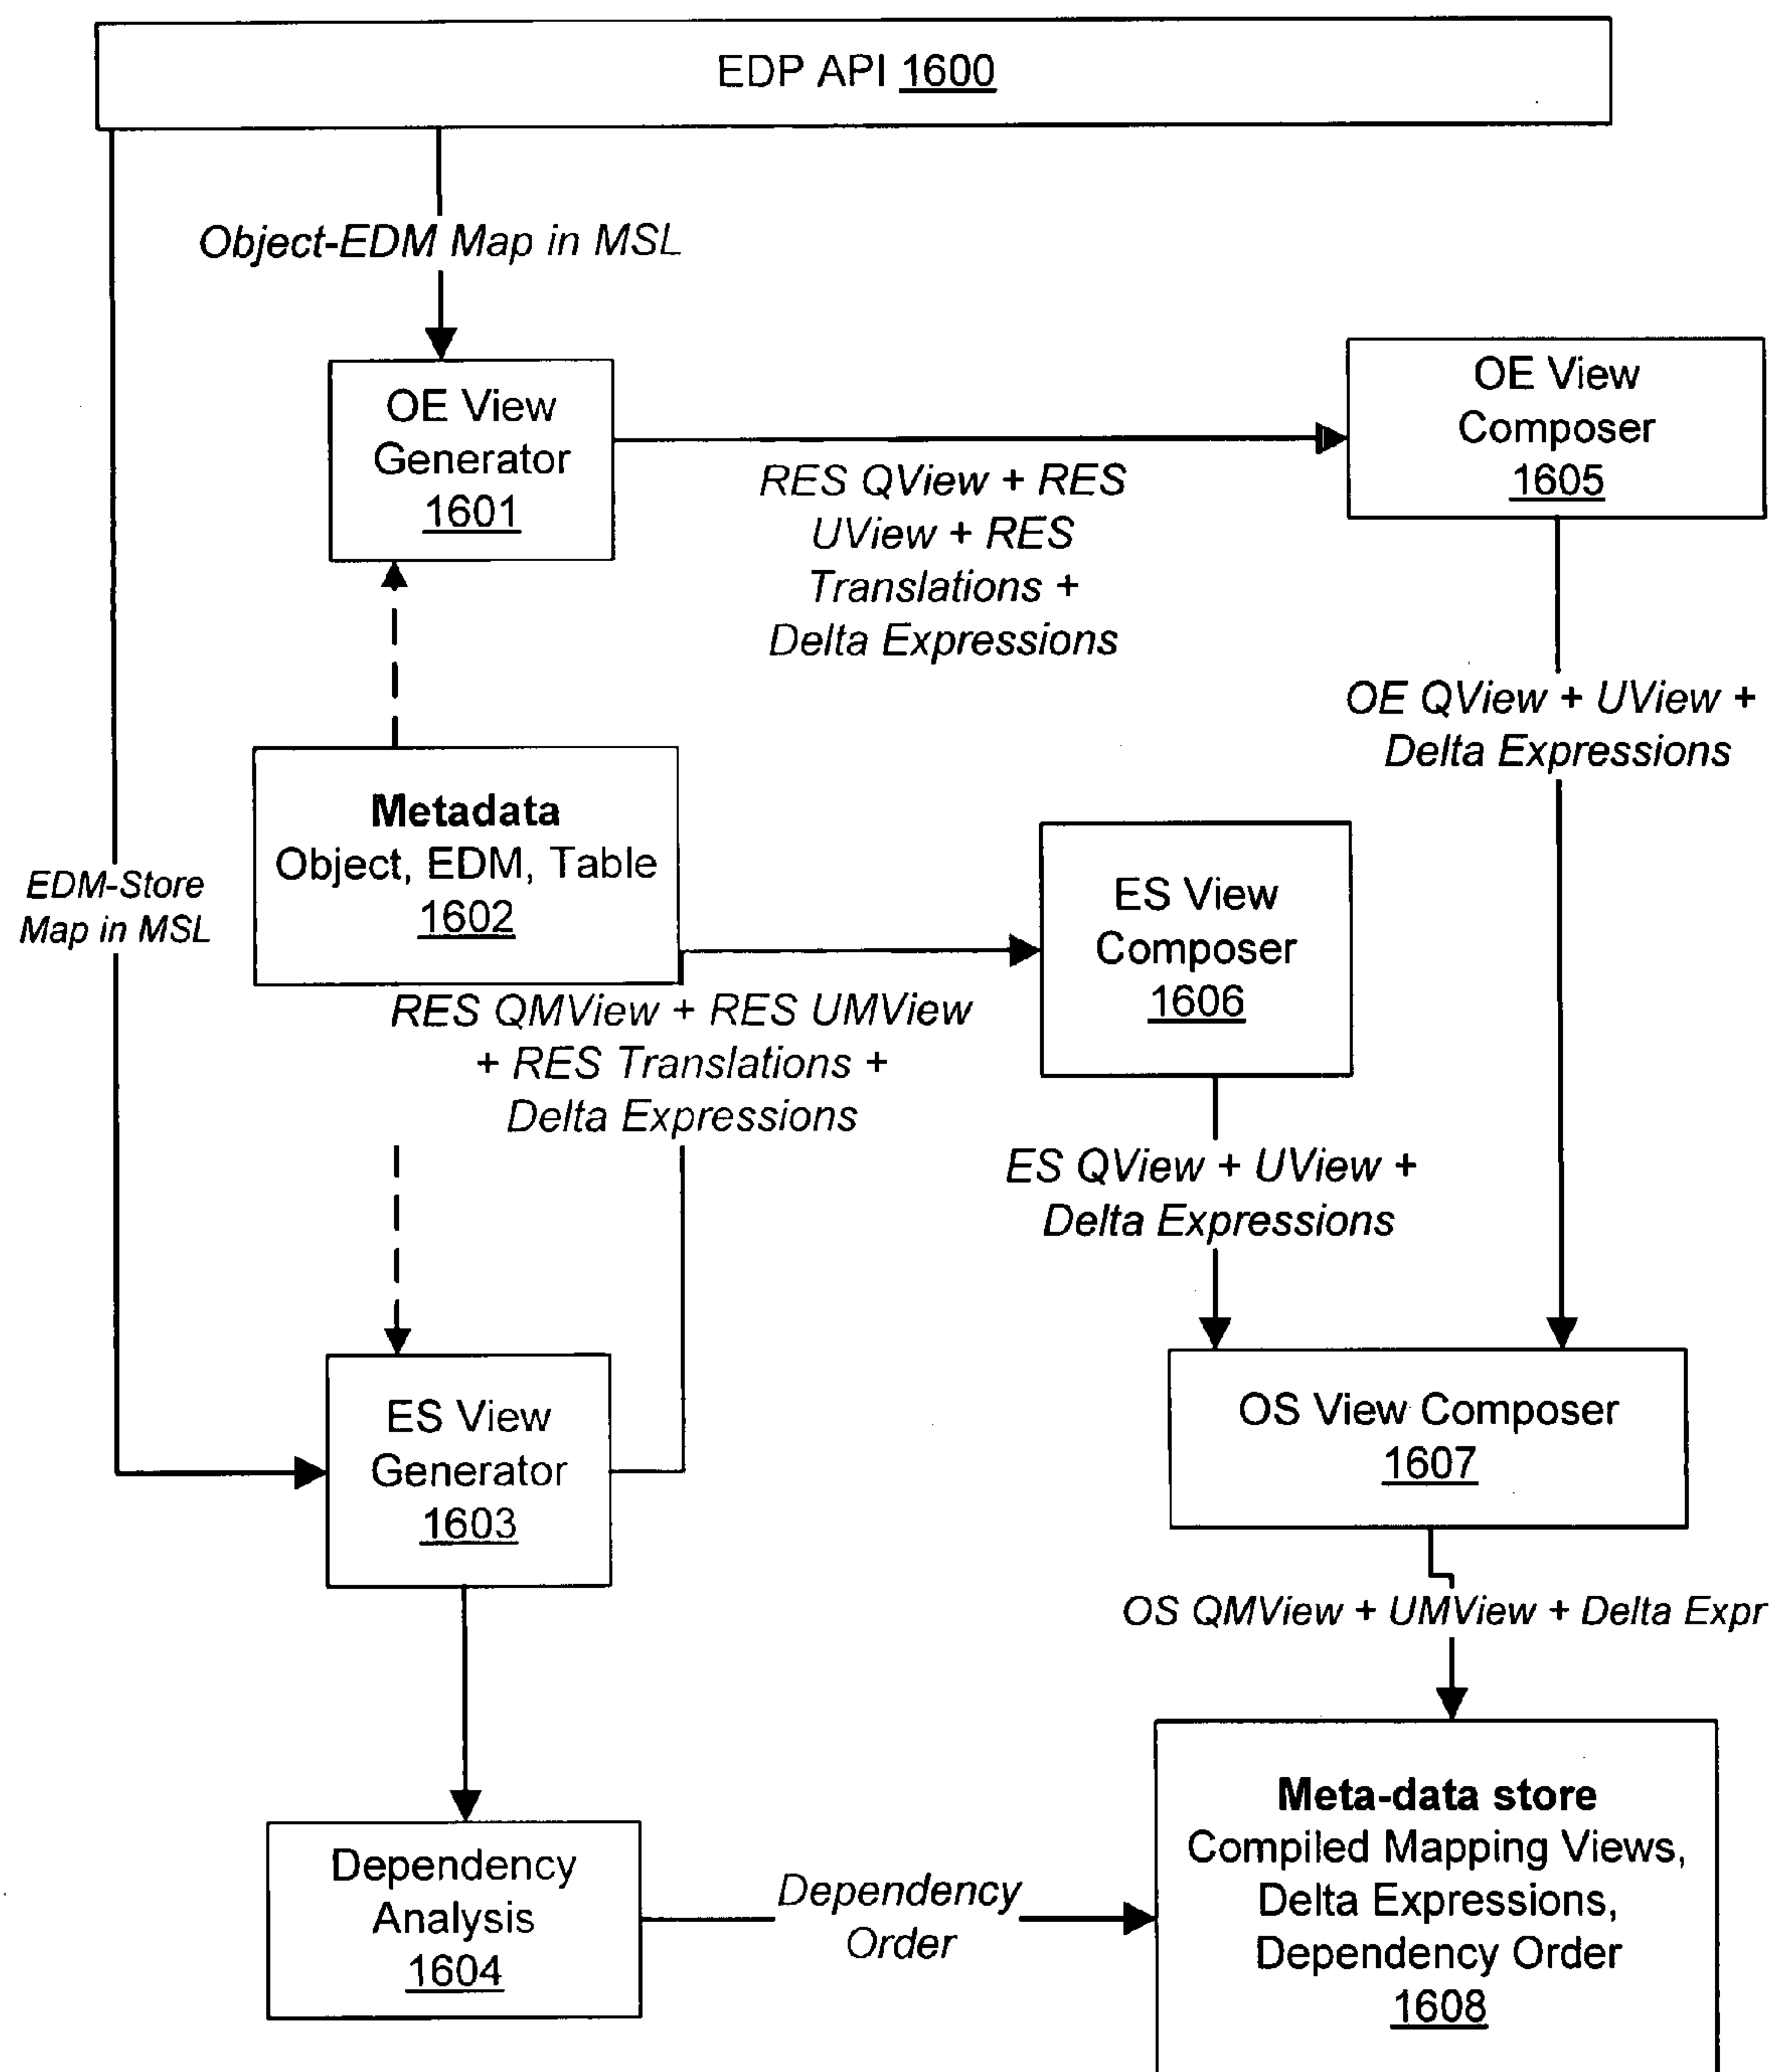 EDP API 1600
Object-EDM Map in MSL
OE View
Generator
1601
OE View
Composer
1605
RES QView + RES
UView + RES
Translations +
Delta Expressions
OE QView + UView +
Delta Expressions
Metadata
Object, EDM, Table
1602
EDM-Store
Map in MSL
ES View
Composer
1606
RES QMView + RES UMView
+ RES Translations +
Delta Expressions
ES QView + UView +
Delta Expressions
ES View
Generator
1603
OS View Composer
1607
OS QMView + UMView + Delta Expr
Dependency
Analysis
1604
Dependency
Order
Meta-data store
Compiled Mapping Views,
Delta Expressions,
Dependency Order
1608